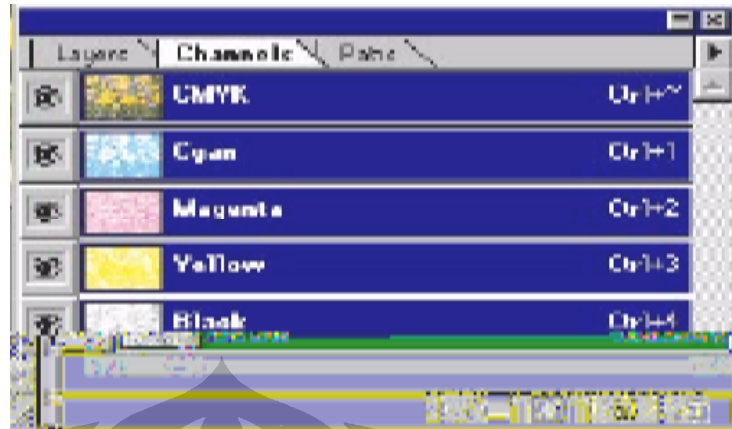 Layers Channels Paths
CMYK Ctrl+~
Cyan Ctrl+1
Magenta Ctrl+2
Yellow Ctrl+3
Black Ctrl+4